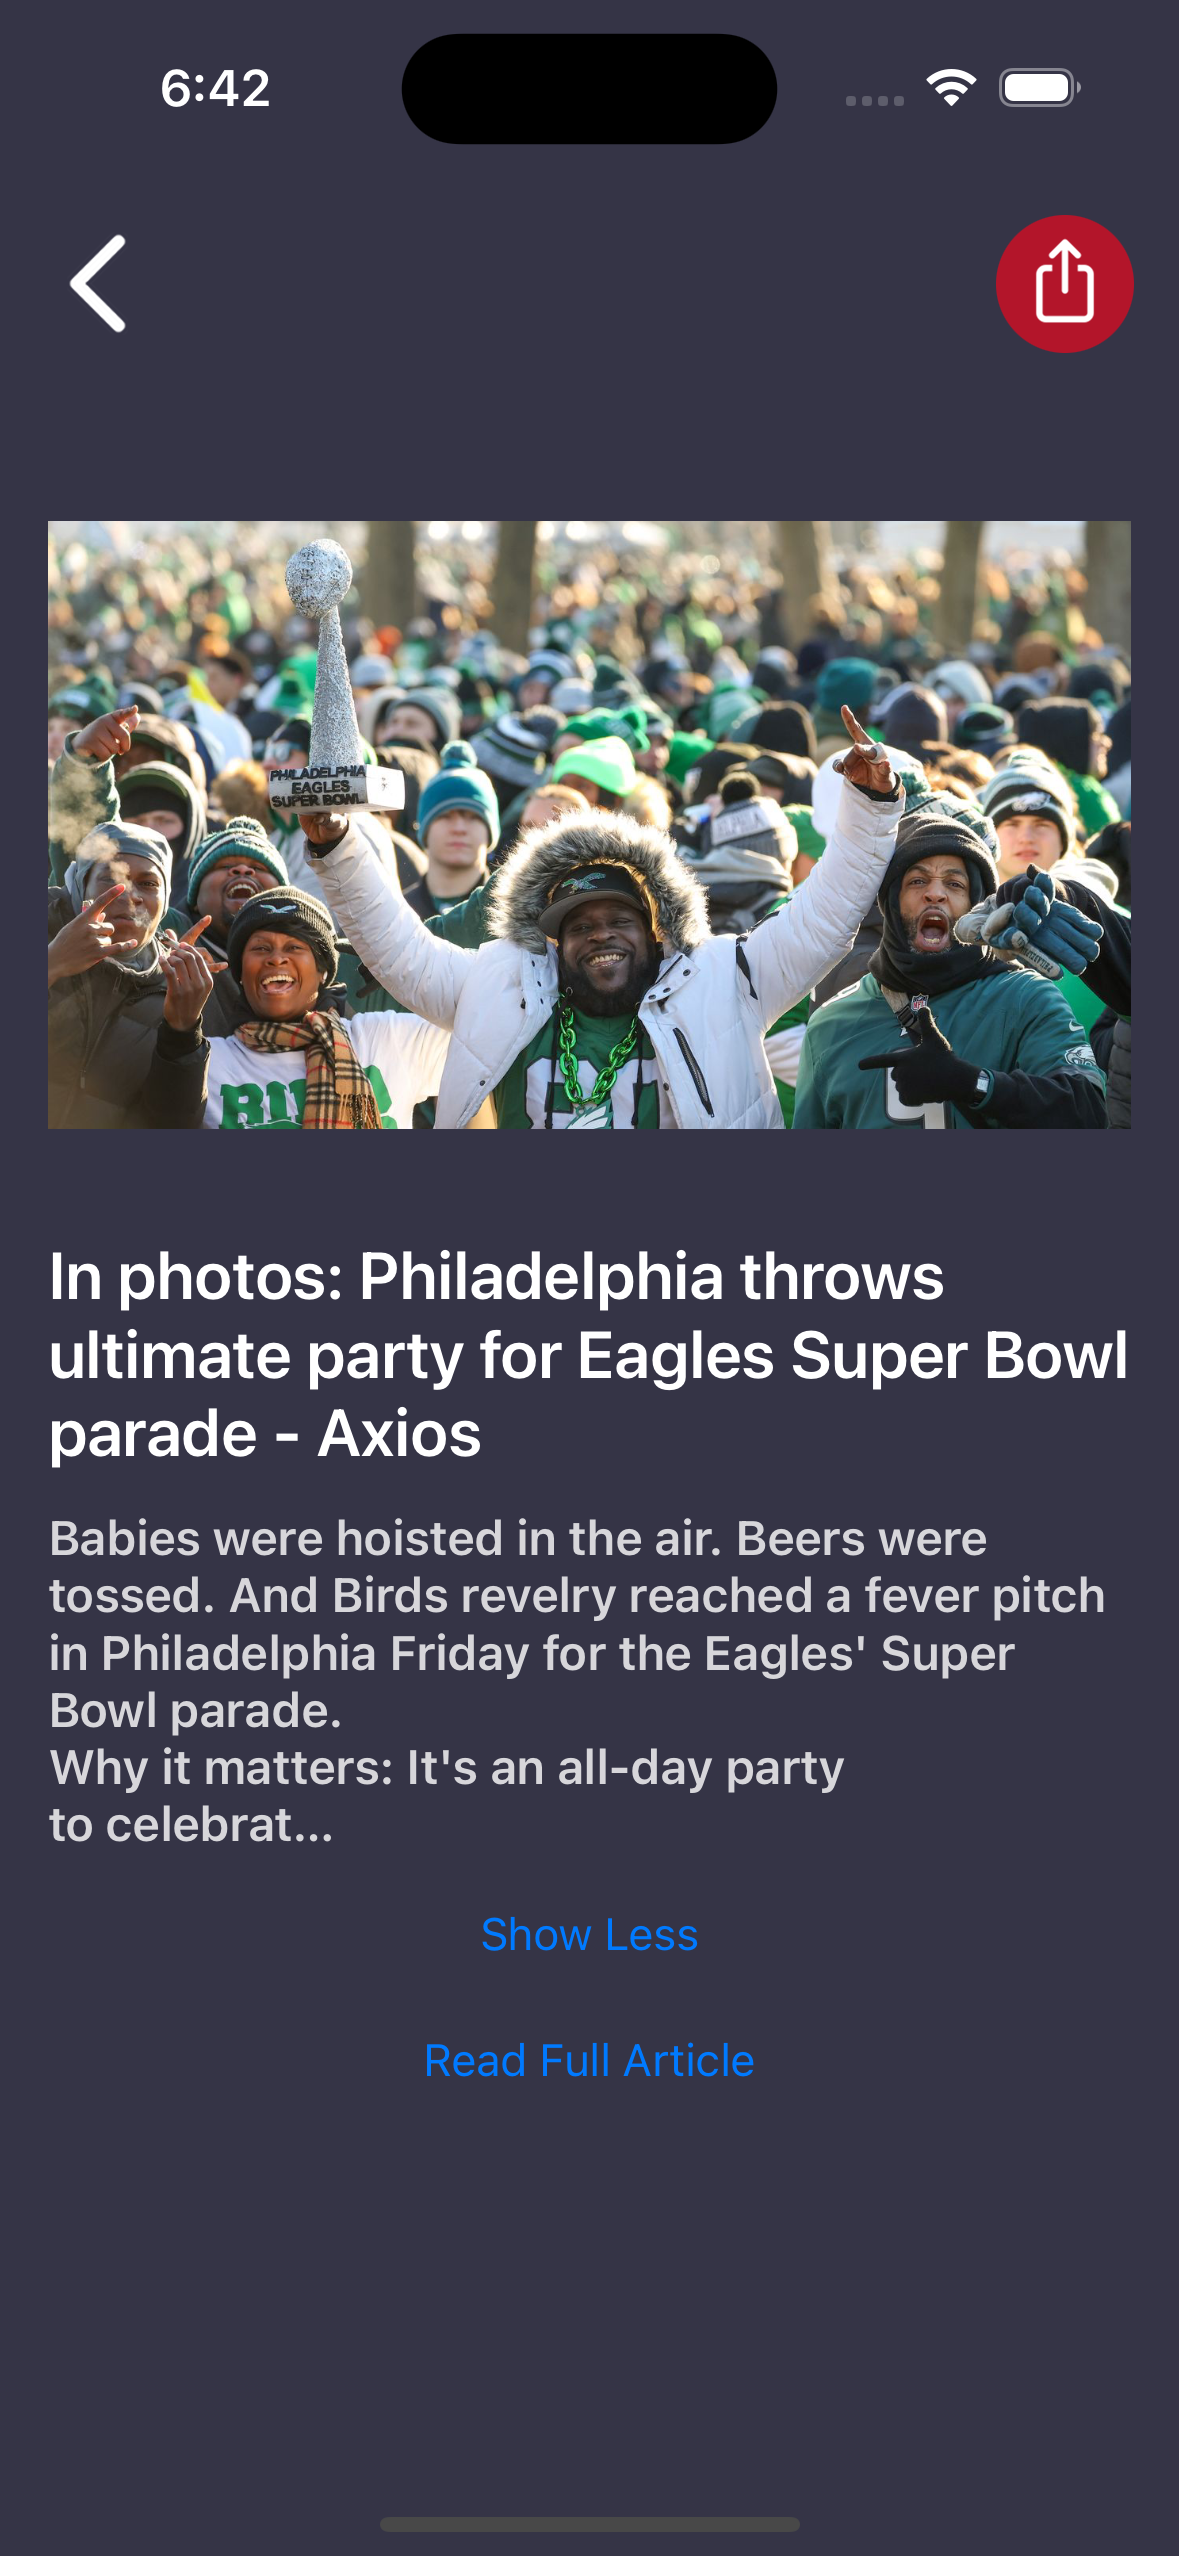 6:42
PHILADELPHIA
EAGLES
SUPER BOWL
In photos: Philadelphia throws
ultimate party for Eagles Super Bowl
parade - Axios
Babies were hoisted in the air. Beers were
tossed. And Birds revelry reached a fever pitch
in Philadelphia Friday for the Eagles' Super
Bowl parade.
Why it matters: It's an all-day party
to celebrat...
Show Less
Read Full Article